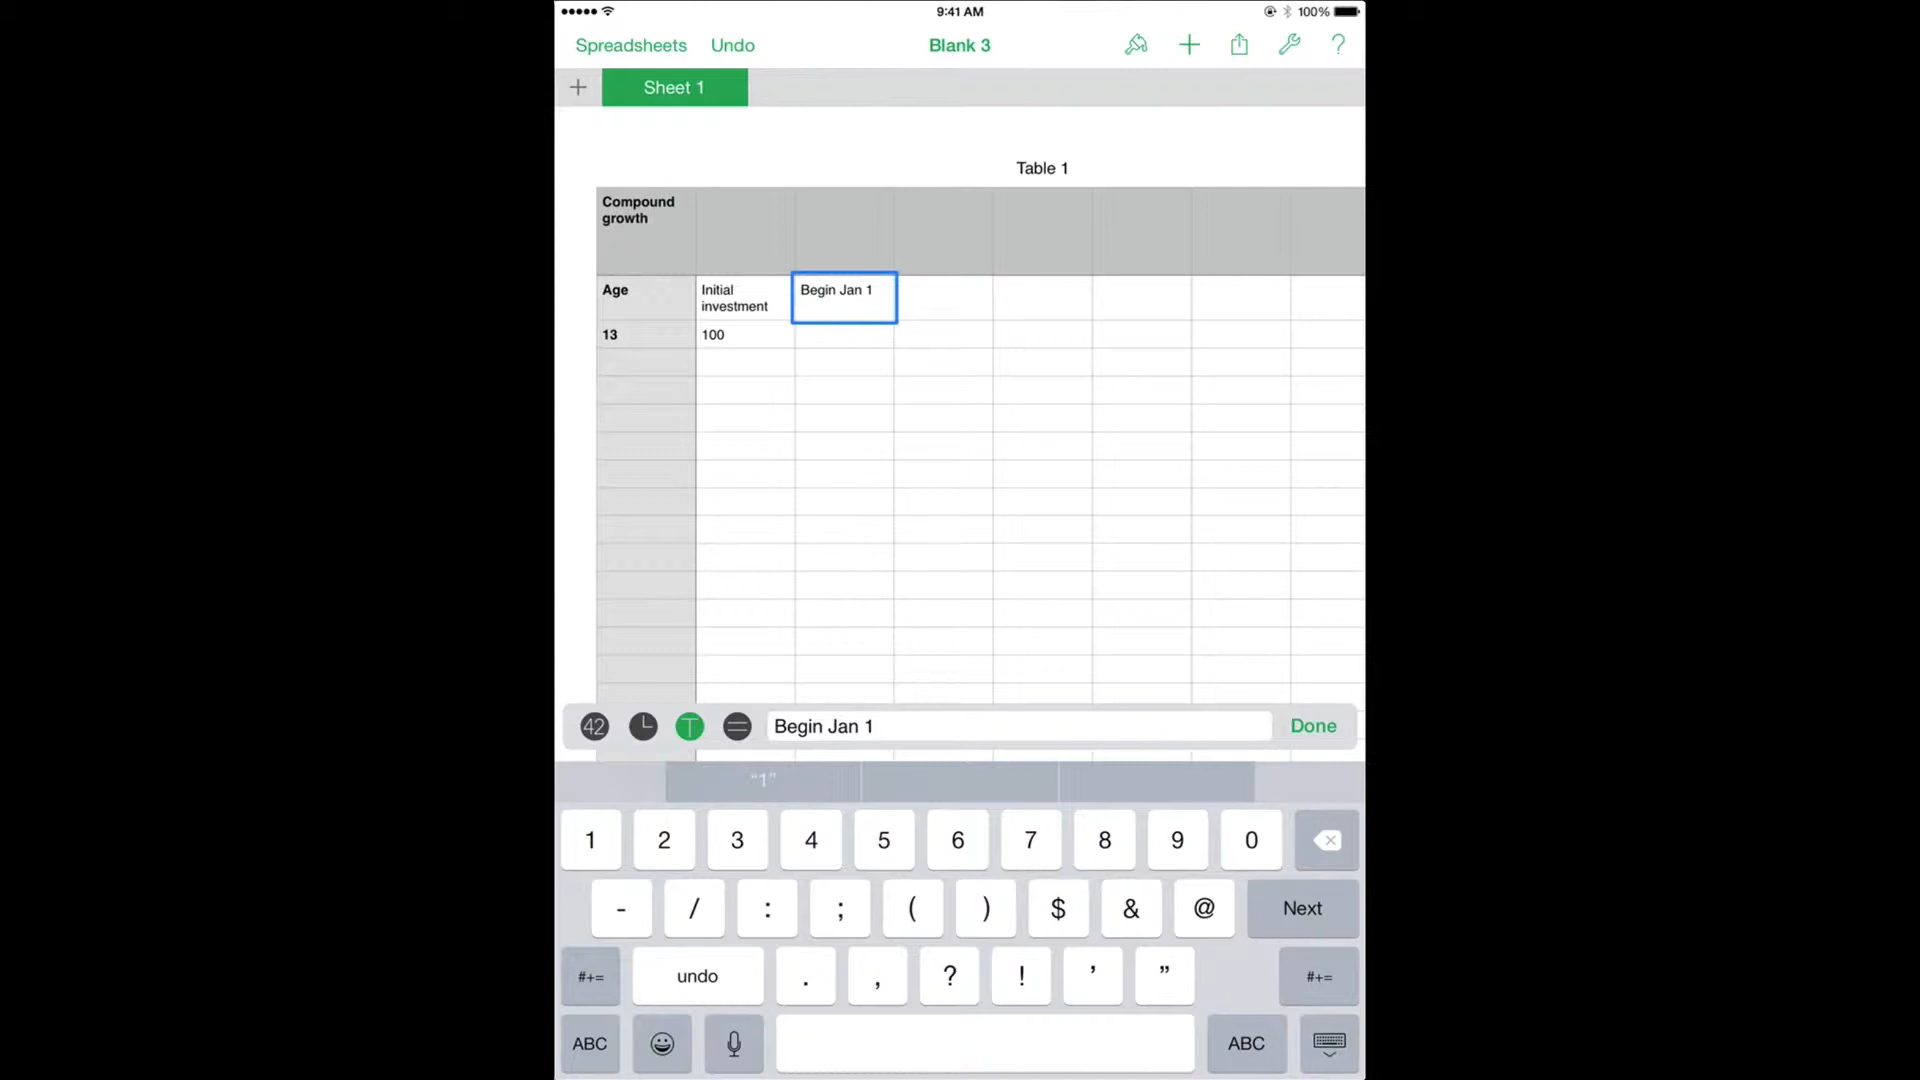 9:41 AM
100%
Spreadsheets Undo Blank 3 ?
+ Sheet 1
Table 1
Compound
growth
Age Initial
investment Begin Jan 1
13 100
42 T = Begin Jan 1 Done
“1”
1 2 3 4 5 6 7 8 9 0
- / : ; ( ) $ & @ Next
#+= undo . , ? ! ’ ” #+=
ABC ABC